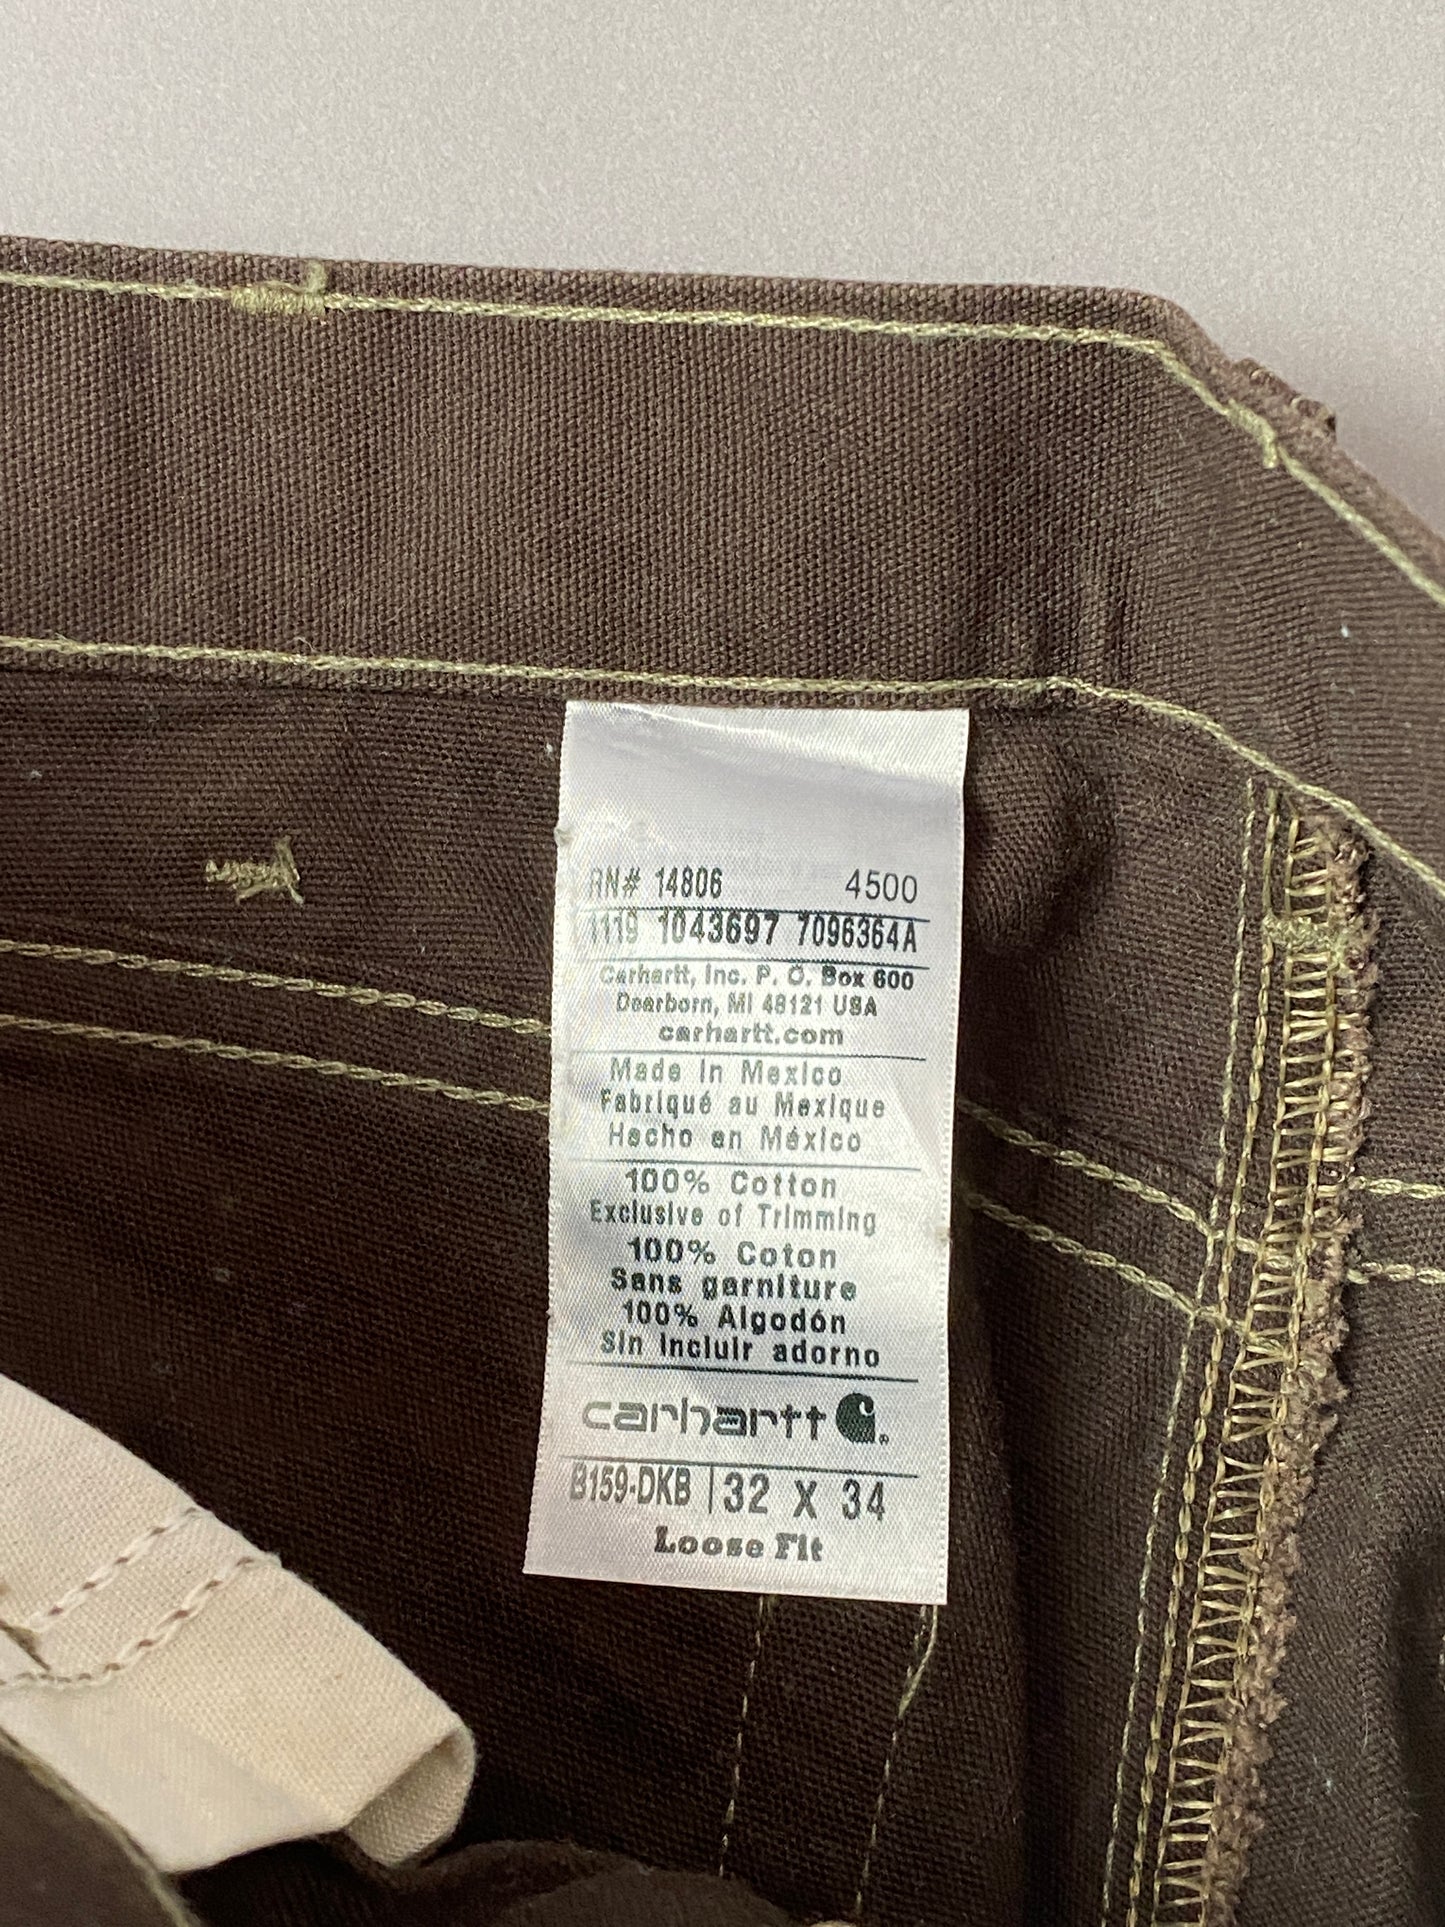 RN# 14806 4500
1119 1043697 7096364A
Carhartt, Inc. P. O. Box 600
Dearborn, MI 48121 USA
carhartt.com
Made in Mexico
Fabriqué au Mexique
Hecho en México
100% Cotton
Exclusive of Trimming
100% Coton
Sans garniture
100% Algodón
Sin incluir adorno
carhartt
B159-DKB | 32 X 34
Loose Fit